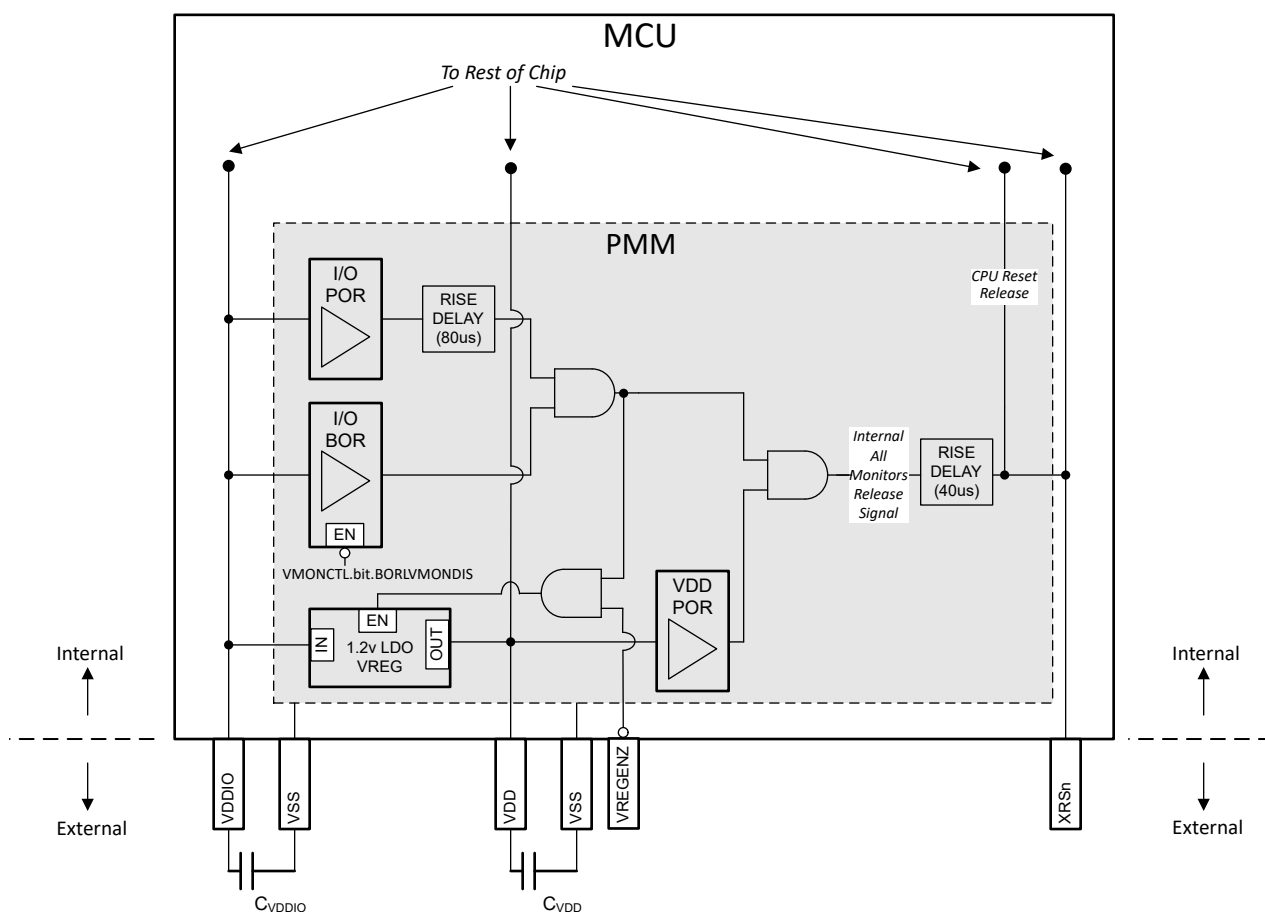 MCU
To Rest of Chip
PMM
I/O
POR
RISE
DELAY
(80us)
CPU Reset
Release
I/O
BOR
EN
VMONCTL.bit.BORLVMONDIS
Internal
All
Monitors
Release
Signal
RISE
DELAY
(40us)
EN
IN
1.2v LDO
VREG
OUT
VDD
POR
Internal
External
Internal
External
VDDIO
VSS
VDD
VSS
VREGENZ
XRSn
CVDDIO
CVDD